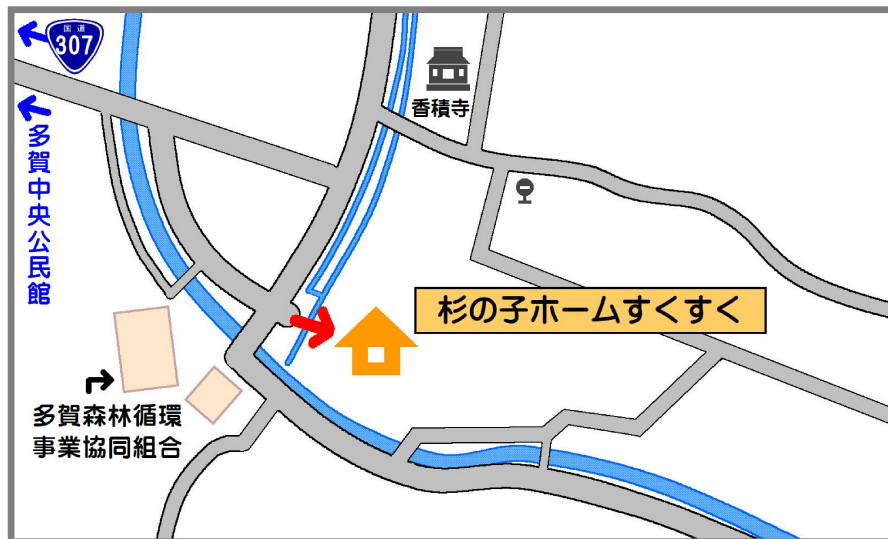 国道
307
香積寺
多賀中央公民館
杉の子ホームすくすく
多賀森林循環
事業協同組合